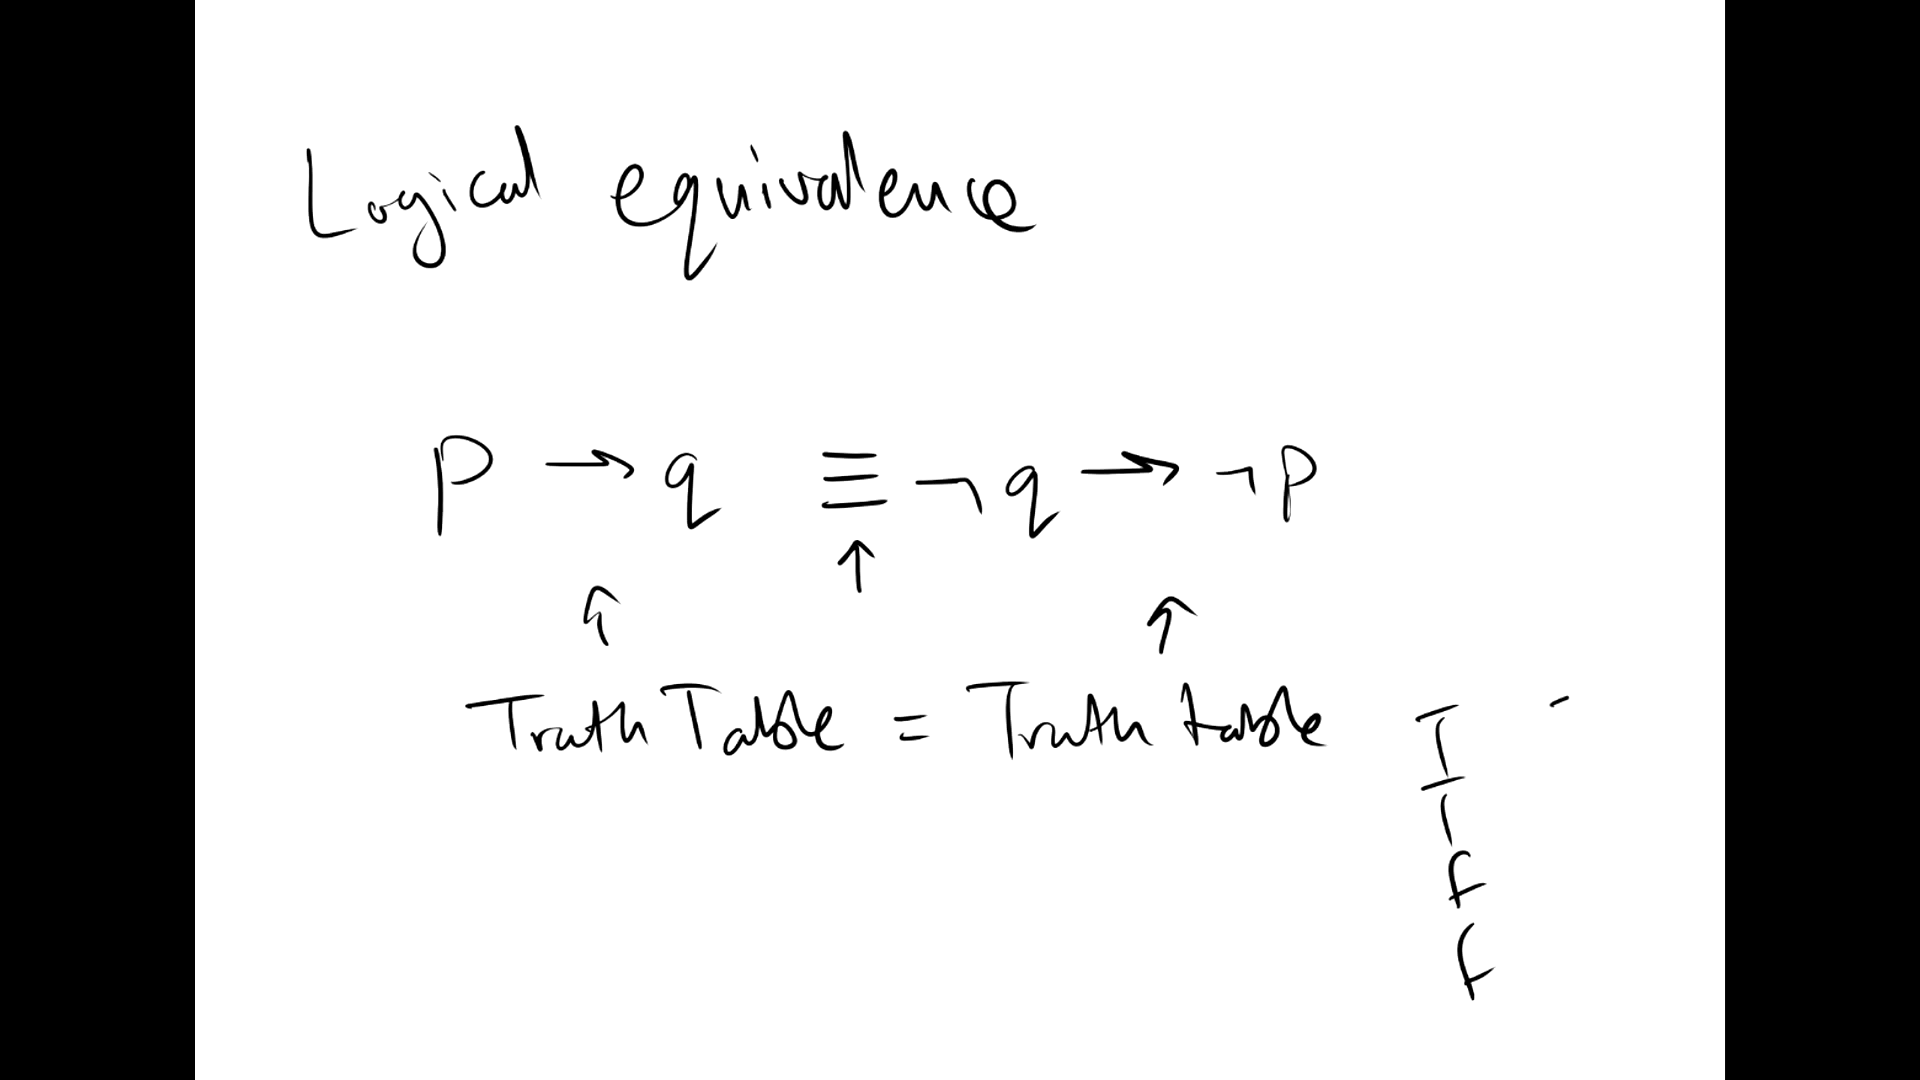 Logical equivalence
p → q ≡ ¬q → ¬p
↑ ↑ ↑
Truth Table = Truth table
T
T
F
F